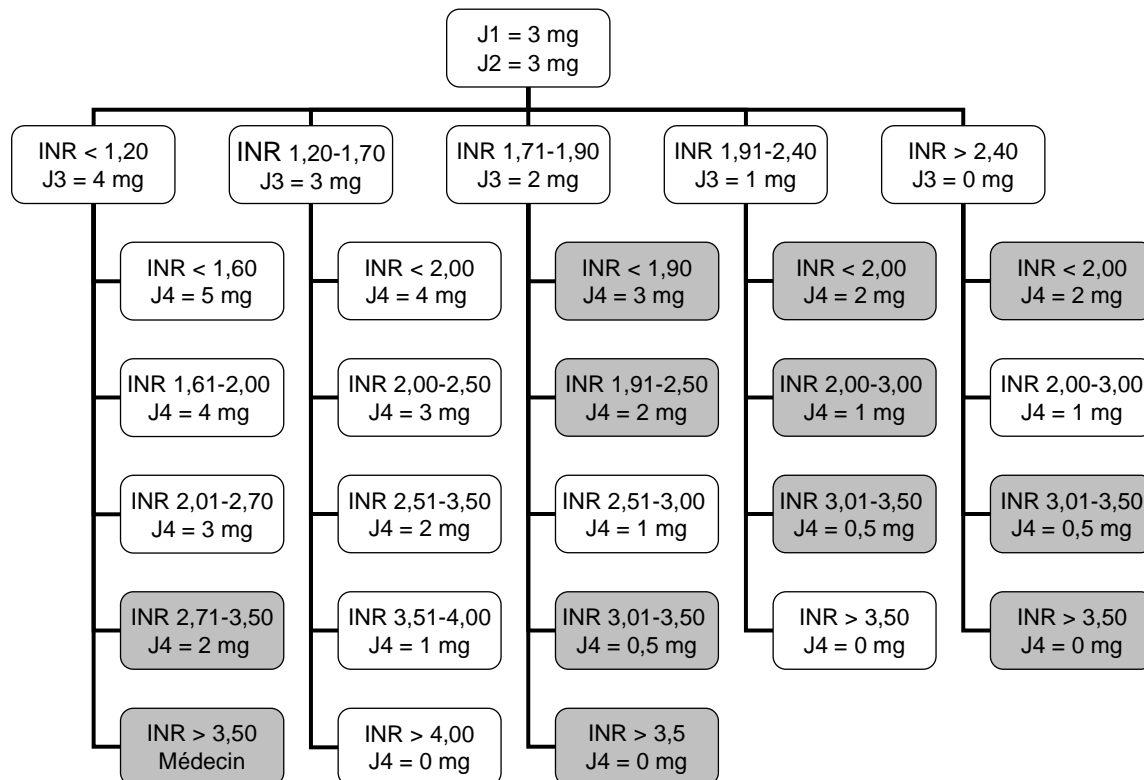 J1 = 3 mg
J2 = 3 mg
INR < 1,20
J3 = 4 mg
INR 1,20-1,70
J3 = 3 mg
INR 1,71-1,90
J3 = 2 mg
INR 1,91-2,40
J3 = 1 mg
INR > 2,40
J3 = 0 mg
INR < 1,60
J4 = 5 mg
INR < 2,00
J4 = 4 mg
INR < 1,90
J4 = 3 mg
INR < 2,00
J4 = 2 mg
INR < 2,00
J4 = 2 mg
INR 1,61-2,00
J4 = 4 mg
INR 2,00-2,50
J4 = 3 mg
INR 1,91-2,50
J4 = 2 mg
INR 2,00-3,00
J4 = 1 mg
INR 2,00-3,00
J4 = 1 mg
INR 2,01-2,70
J4 = 3 mg
INR 2,51-3,50
J4 = 2 mg
INR 2,51-3,00
J4 = 1 mg
INR 3,01-3,50
J4 = 0,5 mg
INR 3,01-3,50
J4 = 0,5 mg
INR 2,71-3,50
J4 = 2 mg
INR 3,51-4,00
J4 = 1 mg
INR 3,01-3,50
J4 = 0,5 mg
INR > 3,50
J4 = 0 mg
INR > 3,50
J4 = 0 mg
INR > 3,50
Médecin
INR > 4,00
J4 = 0 mg
INR > 3,5
J4 = 0 mg